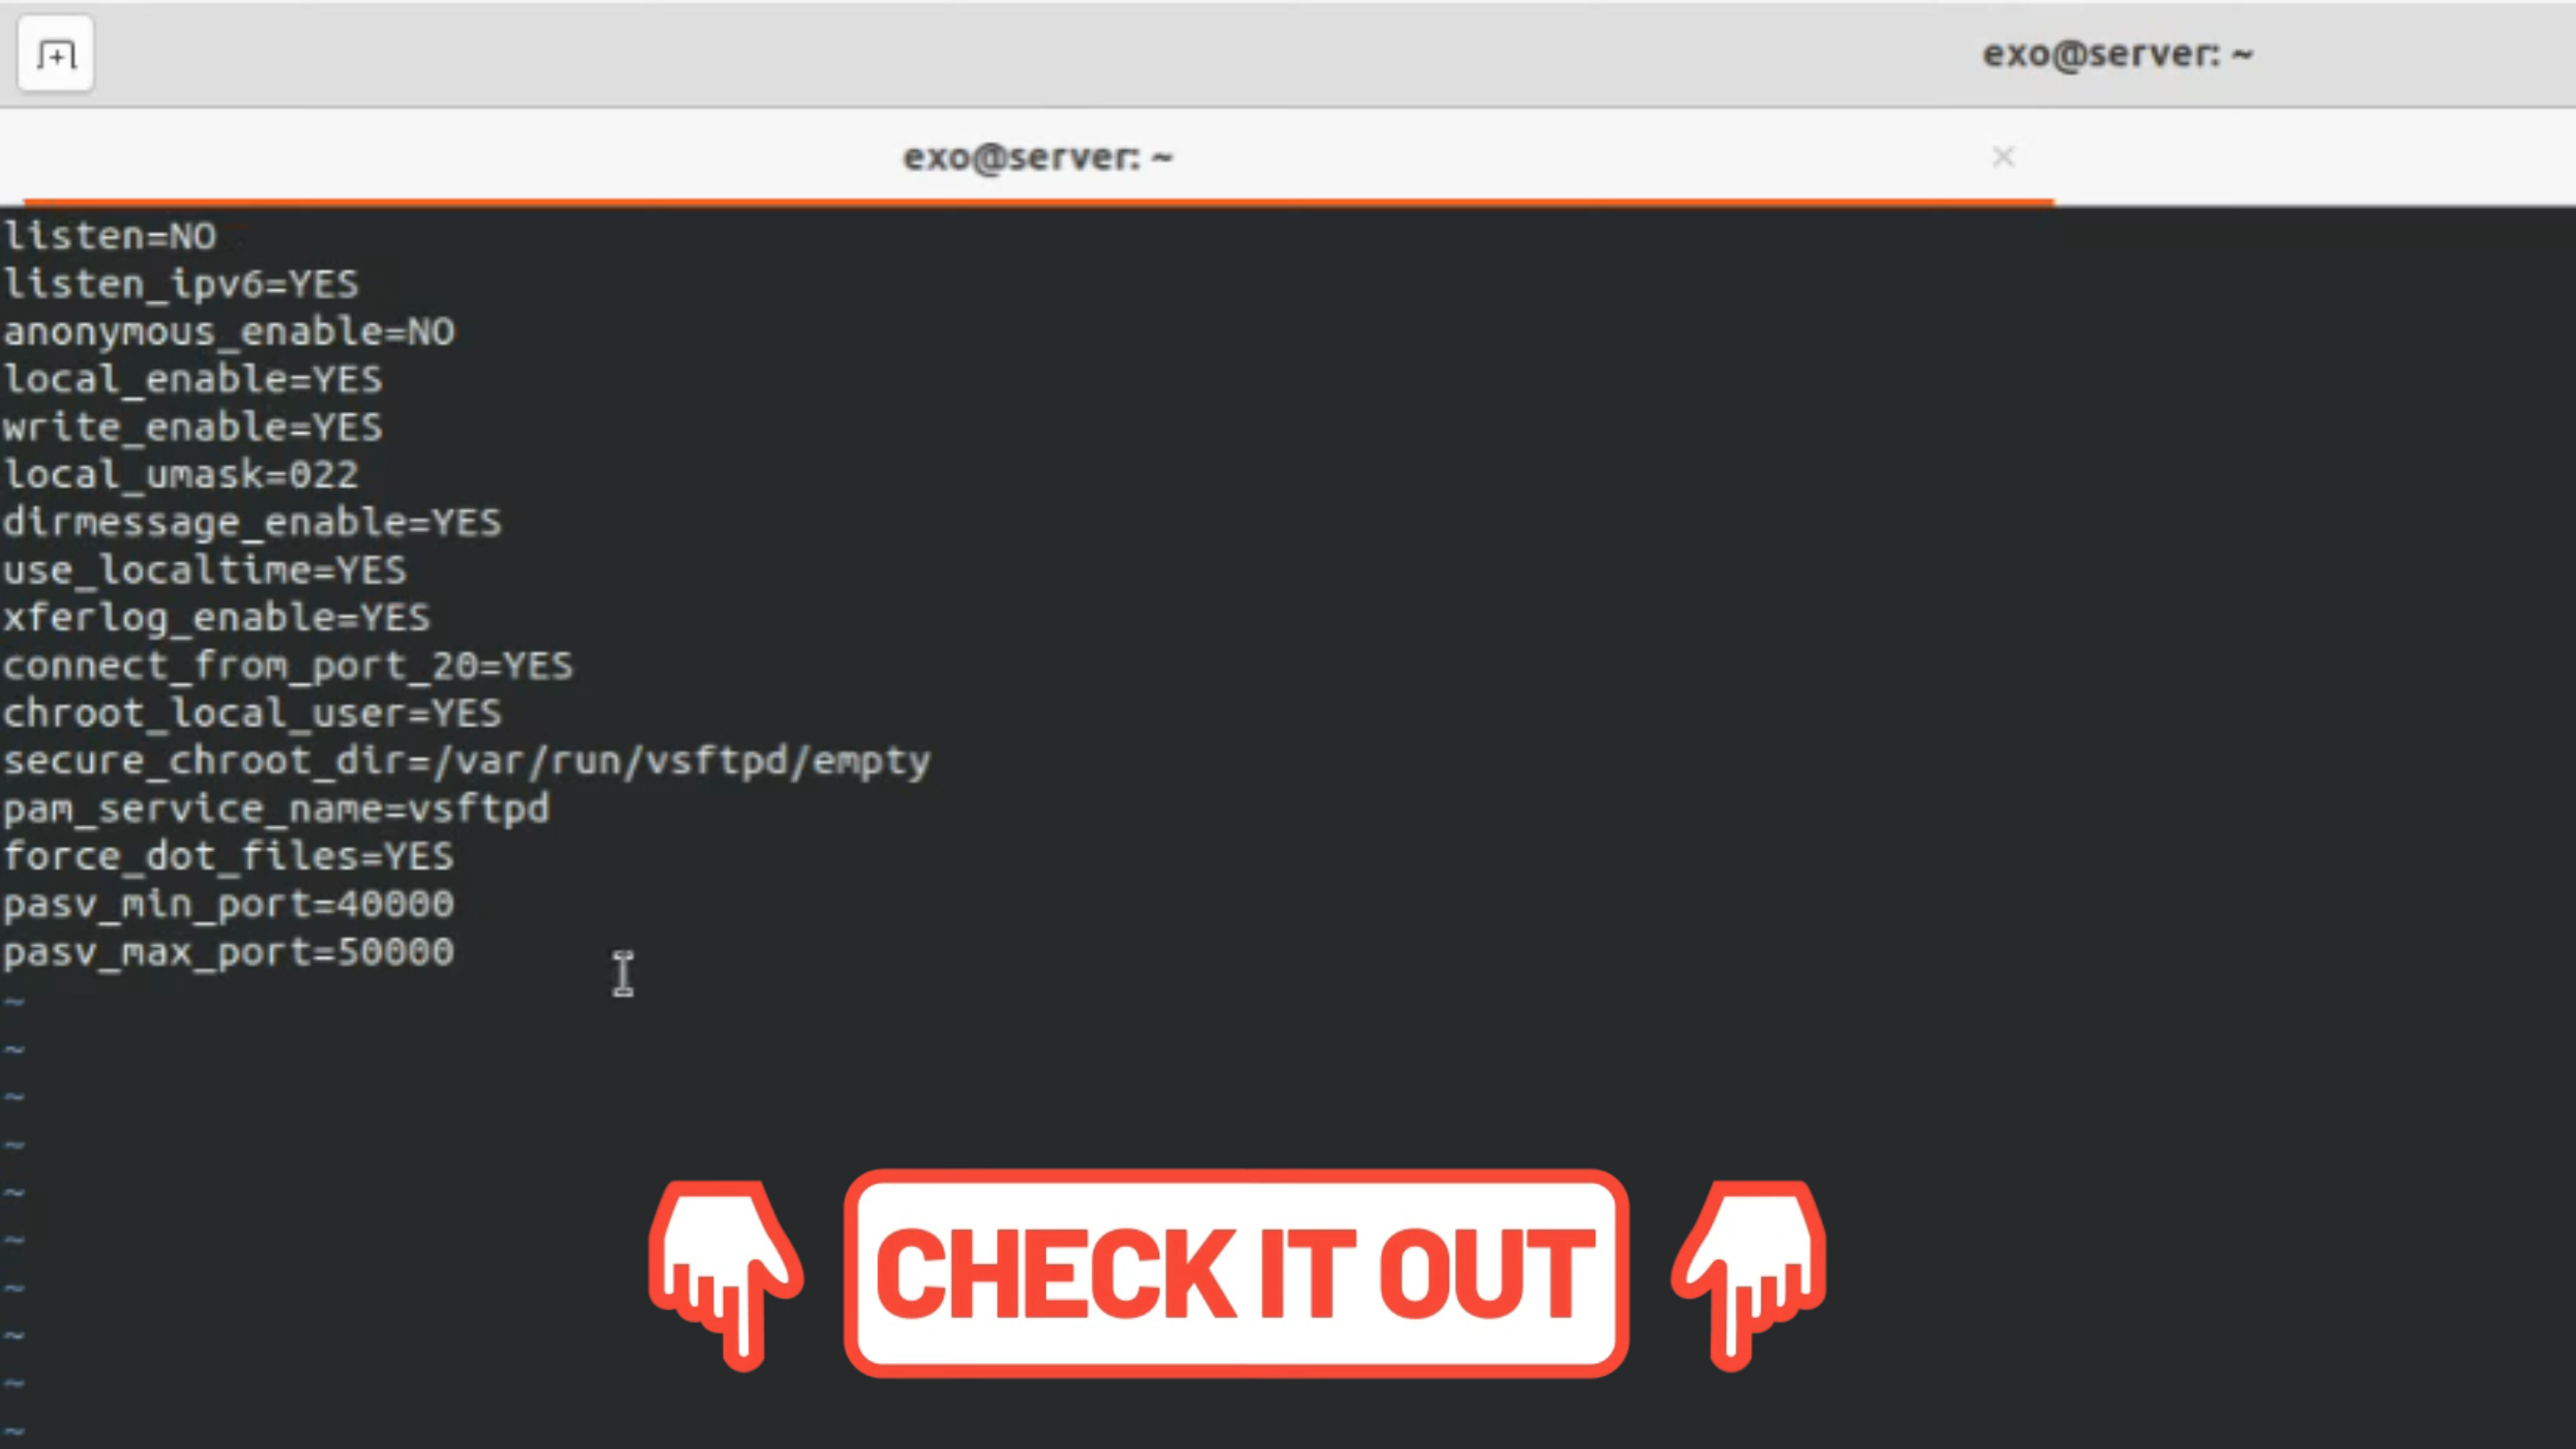 exo@server: ~
exo@server: ~
listen=NO
listen_ipv6=YES
anonymous_enable=NO
local_enable=YES
write_enable=YES
local_umask=022
dirmessage_enable=YES
use_localtime=YES
xferlog_enable=YES
connect_from_port_20=YES
chroot_local_user=YES
secure_chroot_dir=/var/run/vsftpd/empty
pam_service_name=vsftpd
force_dot_files=YES
pasv_min_port=40000
pasv_max_port=50000
~
~
~
~
~
~
~
~
~
~
CHECK IT OUT